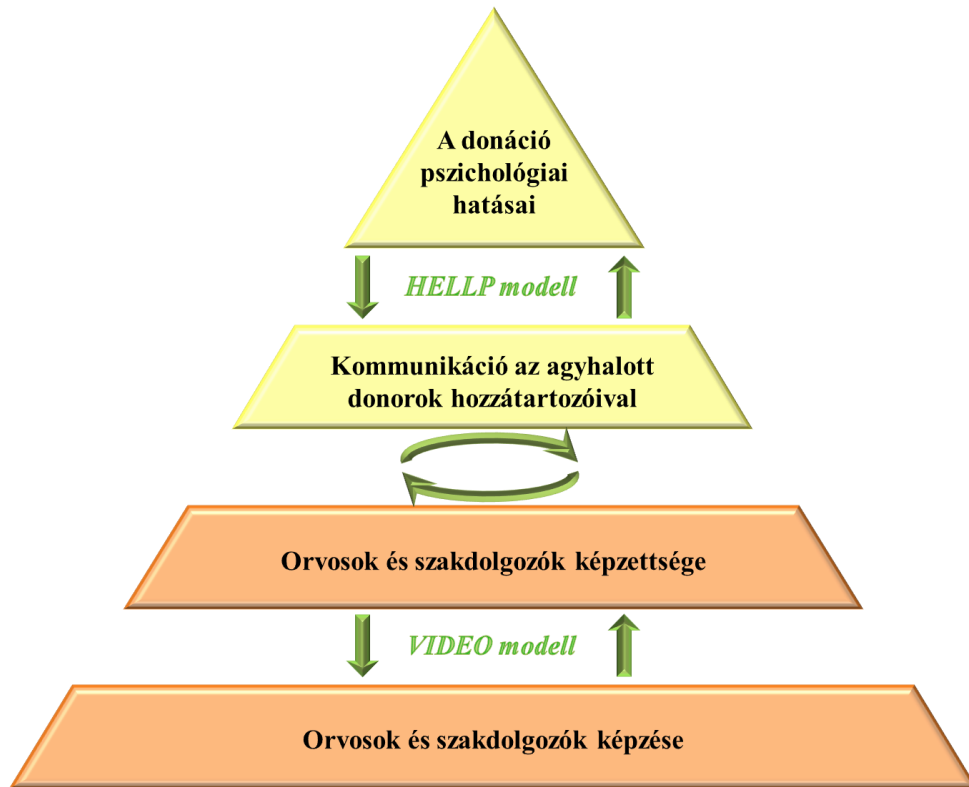 A donáció
pszichológiai
hatásai
HELLP modell
Kommunikáció az agyhalott
donorok hozzátartozóival
Orvosok és szakdolgozók képzettsége
VIDEO modell
Orvosok és szakdolgozók képzése